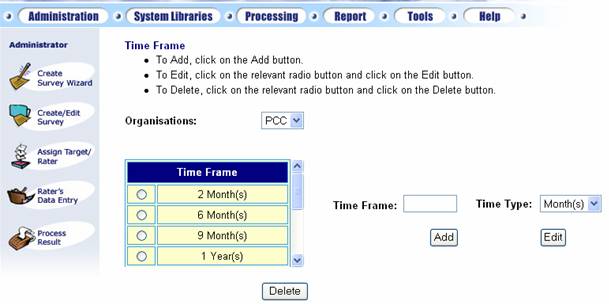 Administration System Libraries Processing Report Tools Help
Administrator
Create
Survey Wizard
Create/Edit
Survey
Assign Target/
Rater
Rater's
Data Entry
Process
Result
Time Frame
To Add, click on the Add button.
To Edit, click on the relevant radio button and click on the Edit button.
To Delete, click on the relevant radio button and click on the Delete button.
Organisations: PCC
Time Frame
2 Month(s)
6 Month(s)
9 Month(s)
1 Year(s)
Time Frame: Time Type: Month(s)
Add Edit
Delete